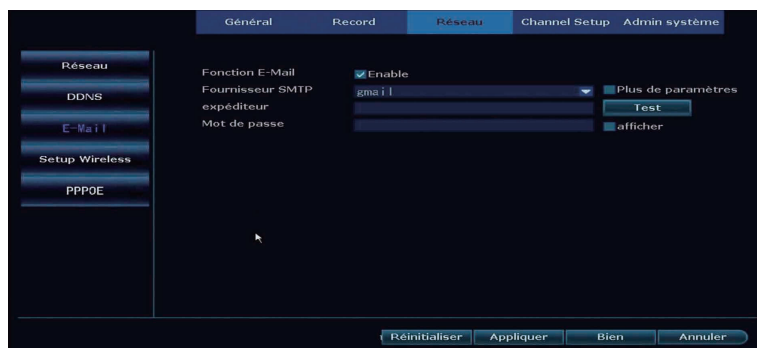 Général Record Réseau Channel Setup Admin système
Réseau
DDNS
E-Mail
Setup Wireless
PPPOE
Fonction E-Mail Enable
Fournisseur SMTP gmail Plus de paramètres
expéditeur Test
Mot de passe afficher
Réinitialiser Appliquer Bien Annuler